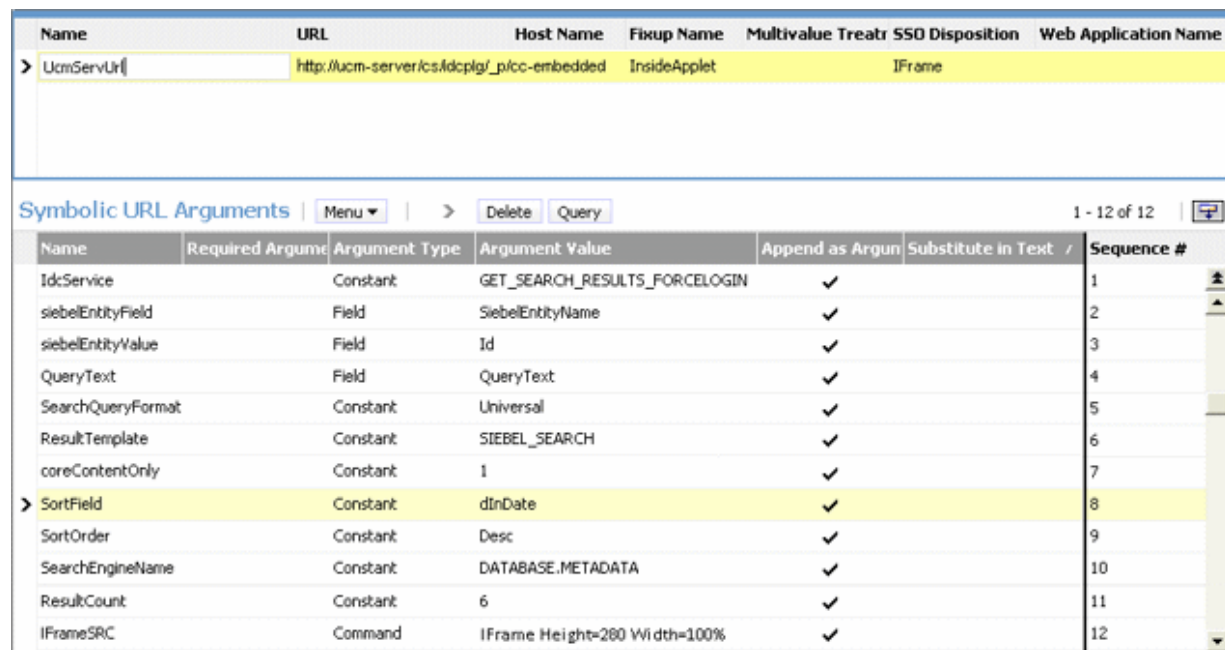 Name URL Host Name Fixup Name Multivalue Treatr SSO Disposition Web Application Name
UcmServUrl http://ucm-server/cs/idcplg/_p/cc-embedded InsideApplet IFrame
Symbolic URL Arguments Menu Delete Query 1 - 12 of 12
Name Required Argume Argument Type Argument Value Append as Argun Substitute in Text Sequence #
IdcService Constant GET_SEARCH_RESULTS_FORCELOGIN 1
siebelEntityField Field SiebelEntityName 2
siebelEntityValue Field Id 3
QueryText Field QueryText 4
SearchQueryFormat Constant Universal 5
ResultTemplate Constant SIEBEL_SEARCH 6
coreContentOnly Constant 1 7
SortField Constant dInDate 8
SortOrder Constant Desc 9
SearchEngineName Constant DATABASE.METADATA 10
ResultCount Constant 6 11
IFrameSRC Command IFrame Height=280 Width=100% 12